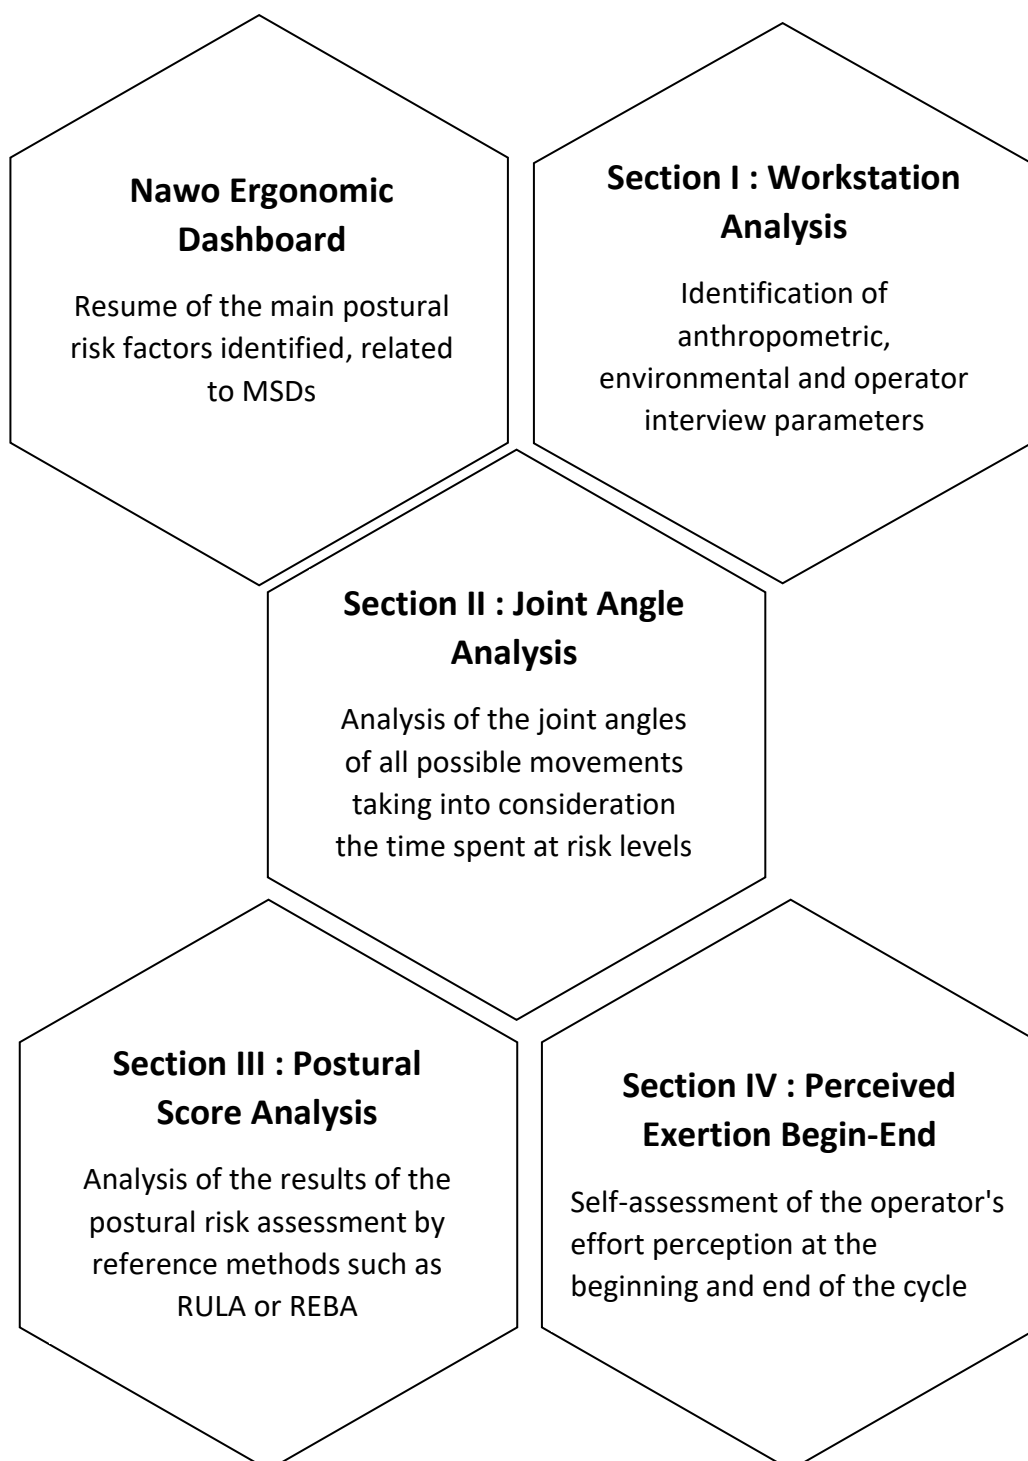 Nawo Ergonomic
Dashboard
Resume of the main postural
risk factors identified, related
to MSDs
Section I : Workstation
Analysis
Identification of
anthropometric,
environmental and operator
interview parameters
Section II : Joint Angle
Analysis
Analysis of the joint angles
of all possible movements
taking into consideration
the time spent at risk levels
Section III : Postural
Score Analysis
Analysis of the results of the
postural risk assessment by
reference methods such as
RULA or REBA
Section IV : Perceived
Exertion Begin-End
Self-assessment of the operator's
effort perception at the
beginning and end of the cycle